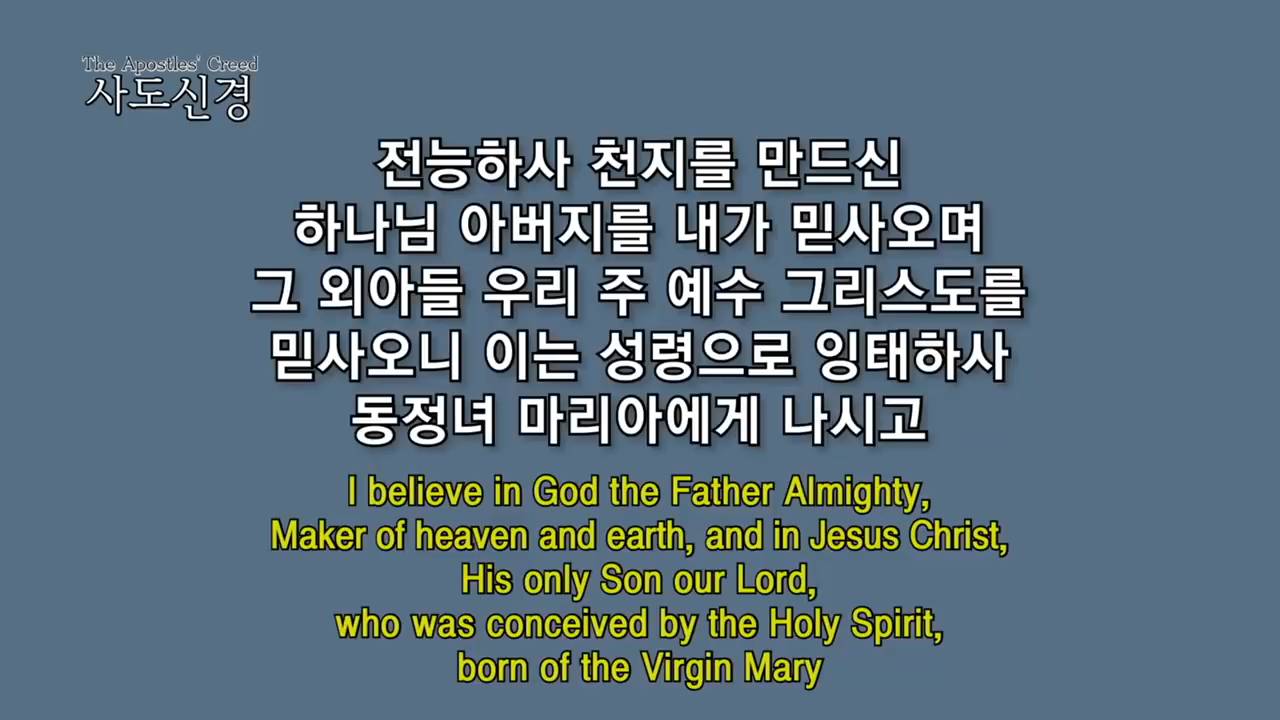 The Apostles' Creed
사도신경
전능하사 천지를 만드신
하나님 아버지를 내가 믿사오며
그 외아들 우리 주 예수 그리스도를
믿사오니 이는 성령으로 잉태하사
동정녀 마리아에게 나시고
I believe in God the Father Almighty,
Maker of heaven and earth, and in Jesus Christ,
His only Son our Lord,
who was conceived by the Holy Spirit,
born of the Virgin Mary